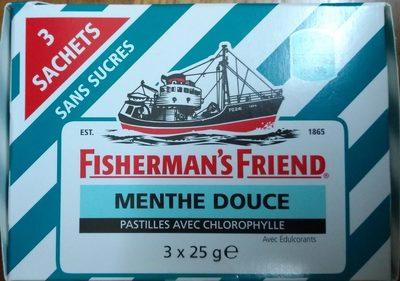 3
SACHETS
SANS SUCRES
EST.
1865
FISHERMAN'S FRIEND®
MENTHE DOUCE
PASTILLES AVEC CHLOROPHYLLE
3 x 25 g℮
Avec Edulcorants